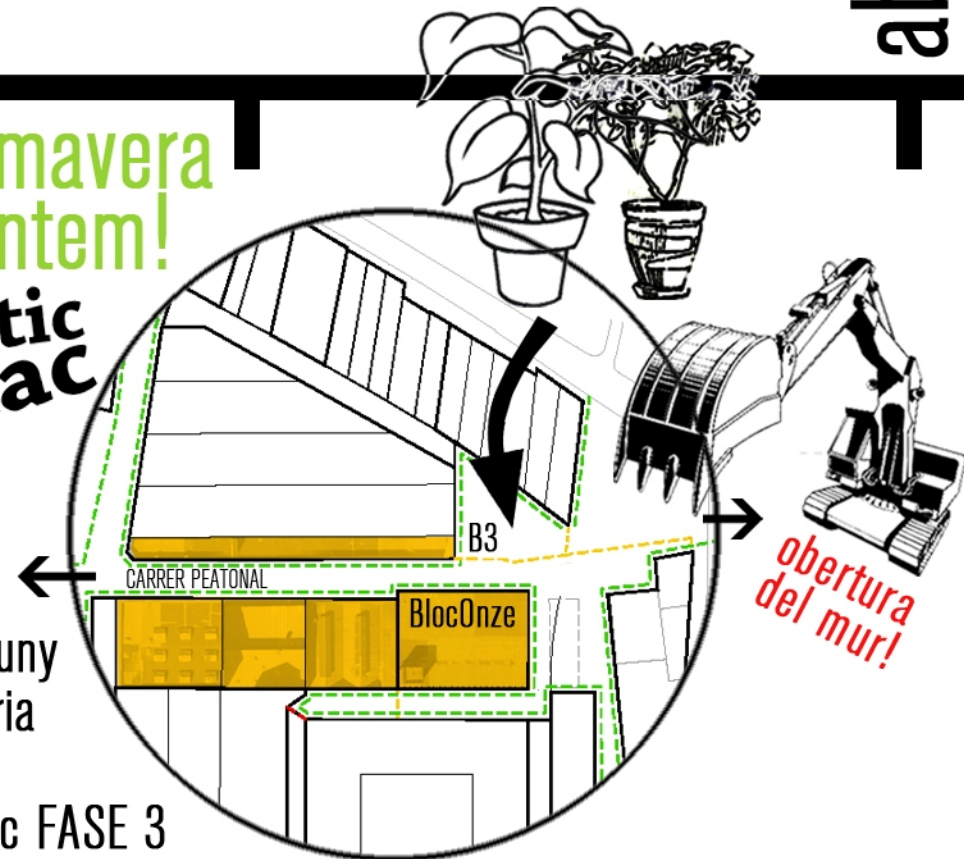 al
mavera
ntem!
tic
ac
B3
CARRER PEATONAL
BlocOnze
obertura
del mur!
uny
ria
c FASE 3